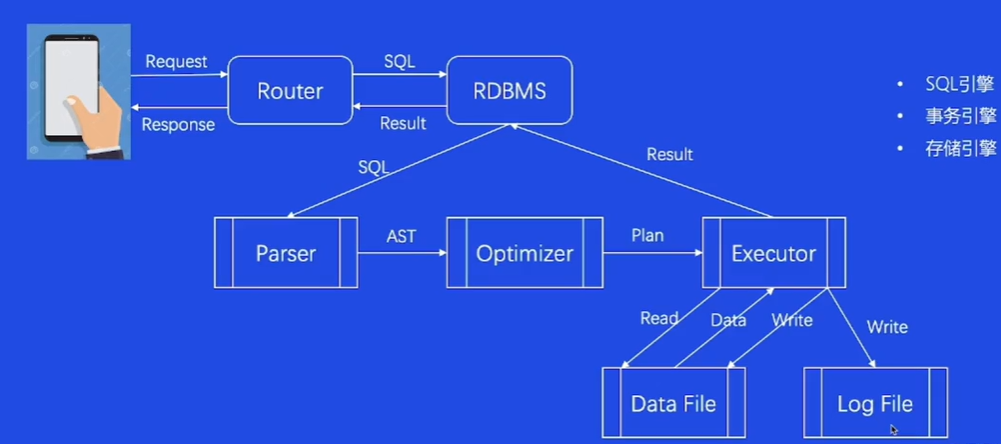 Request
Response
Router
SQL
Result
RDBMS
• SQL引擎
• 事务引擎
• 存储引擎
SQL
Result
Parser
AST
Optimizer
Plan
Executor
Read
Data
Write
Write
Data File
Log File